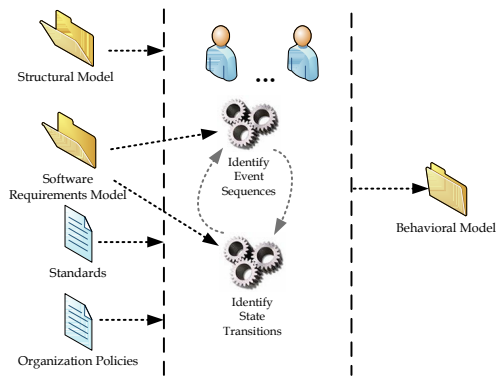 Structural Model
...
Software
Requirements Model
Identify
Event
Sequences
Standards
Identify
State
Transitions
Organization Policies
Behavioral Model